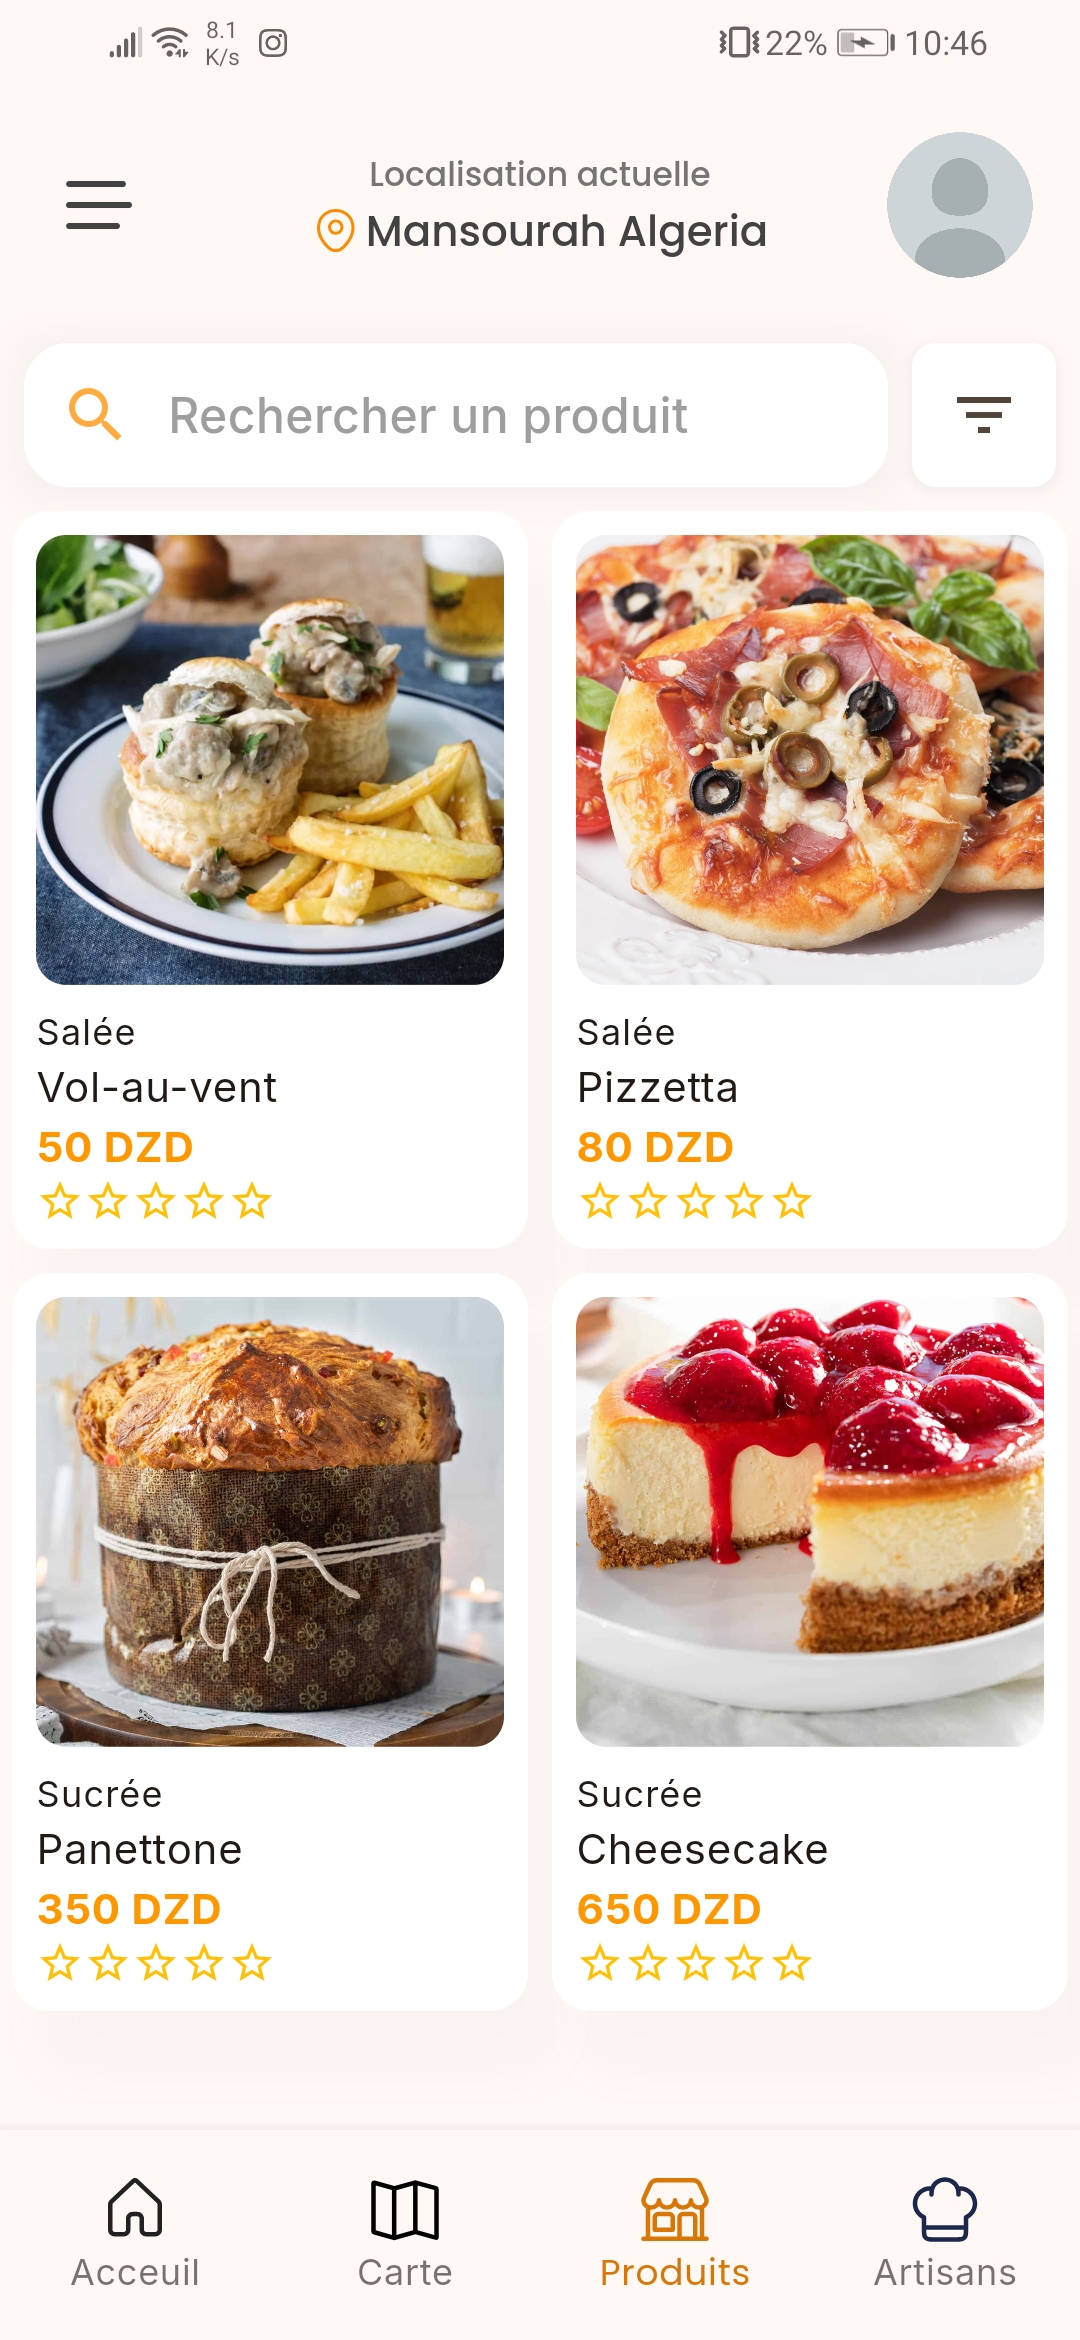 8.1
K/s
22%
10:46
Localisation actuelle
Mansourah Algeria
Rechercher un produit
Salée
Vol-au-vent
50 DZD
Salée
Pizzetta
80 DZD
Sucrée
Panettone
350 DZD
Sucrée
Cheesecake
650 DZD
Acceuil
Carte
Produits
Artisans